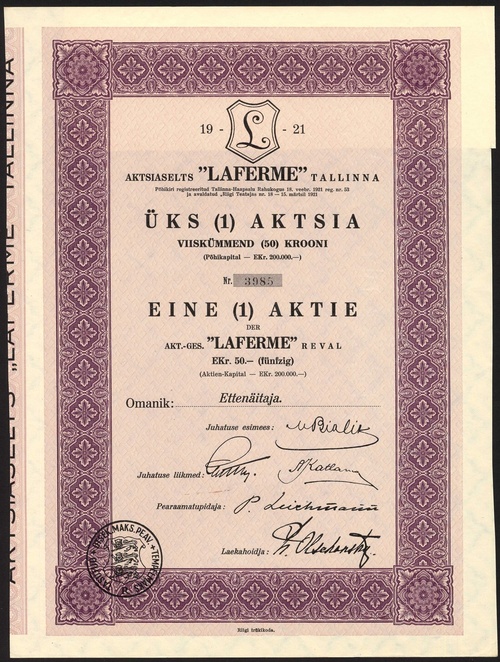 19 - L - 21
AKTSIASELTS "LAFERME" TALLINNA
Põhikiri registreeritud Tallinna-Haapsalu Rahukogus 16. veebr. 1921 reg. nr. 53
ja avaldatud „Riigi Teatajas nr. 18 — 15. märtsil 1921
ÜKS (1) AKTSIA
VIISKÜMMEND (50) KROONI
(Põhikapital — EKr. 200.000.—)
Nr. 3985
EINE (1) AKTIE
DER
AKT.-GES. "LAFERME" REVAL
EKr. 50.— (fünfzig)
(Aktien-Kapital — EKr. 200.000.—)
Omanik: Ettenäitaja.
Juhatuse esimees: M Bialik
Juhatuse liikmed:
Pearaamatupidaja: P. Leichmann
Laekahoidja:
Riigi trükikoda.
AKTSIASELTS „LAFERME" TALLINNA